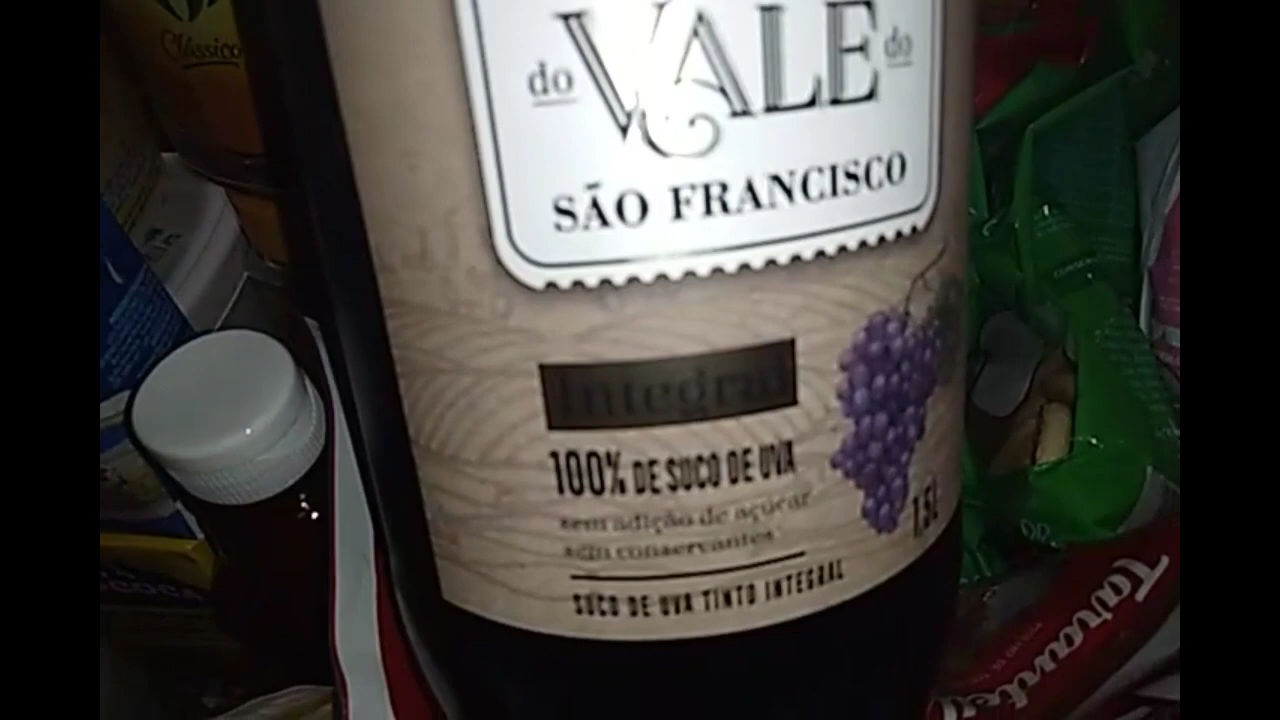 Clássico
do VALE do
SÃO FRANCISCO
Integral
100% DE SUCO DE UVA
sem adição de açúcar
sem conservantes
SUCO DE UVA TINTO INTEGRAL
1,5L